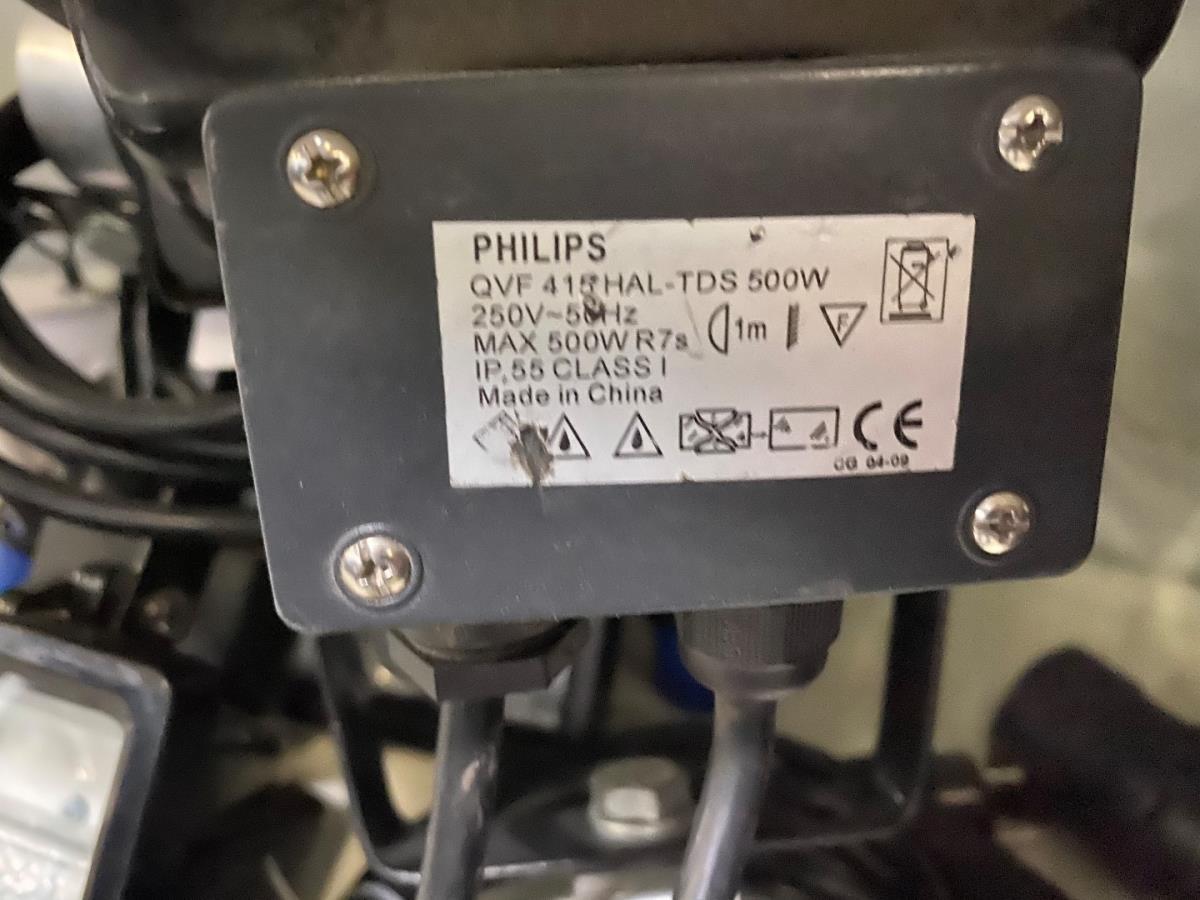 PHILIPS
QVF 415 HAL-TDS 500W
250V~50Hz
MAX 500W R7s
1m
F
IP.55 CLASS I
Made in China
CE
CG 04-09